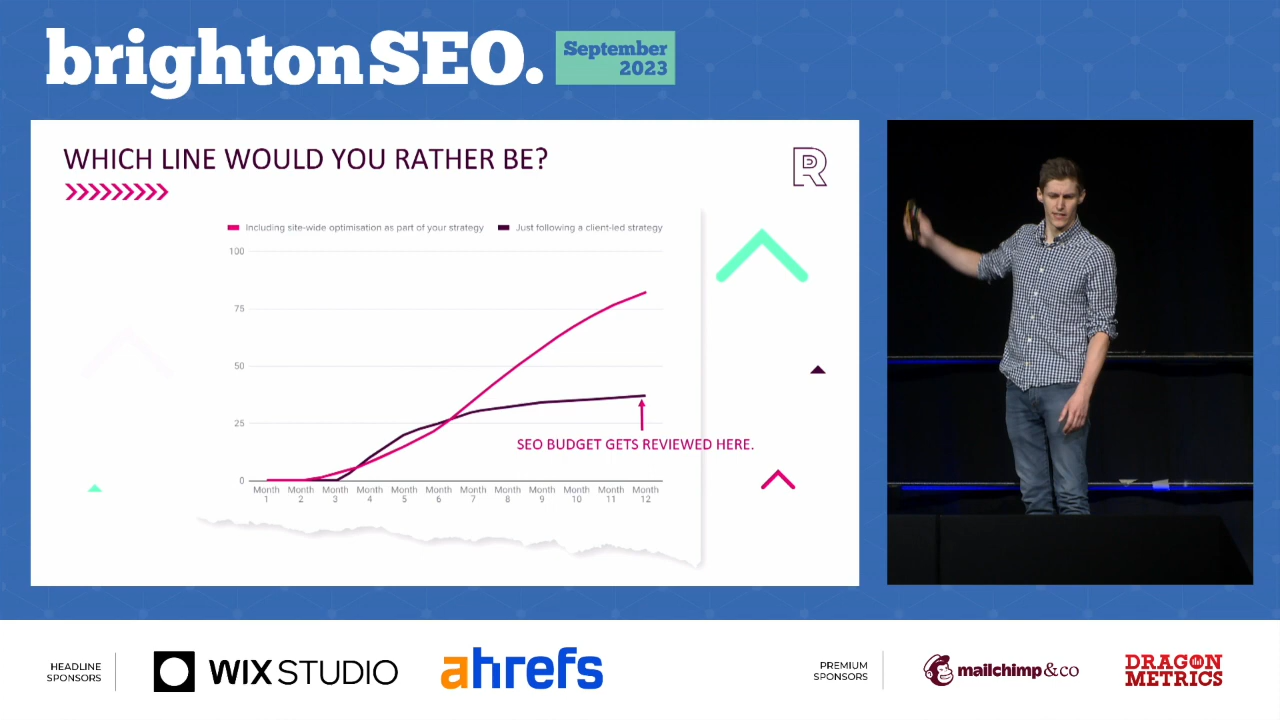 brightonSEO.
September
2023
WHICH LINE WOULD YOU RATHER BE?
R
Including site-wide optimisation as part of your strategy
Just following a client-led strategy
100
75
50
25
0
SEO BUDGET GETS REVIEWED HERE.
Month 1
Month 2
Month 3
Month 4
Month 5
Month 6
Month 7
Month 8
Month 9
Month 10
Month 11
Month 12
HEADLINE
SPONSORS
WIX STUDIO
ahrefs
PREMIUM
SPONSORS
mailchimp&co
DRAGON
METRICS